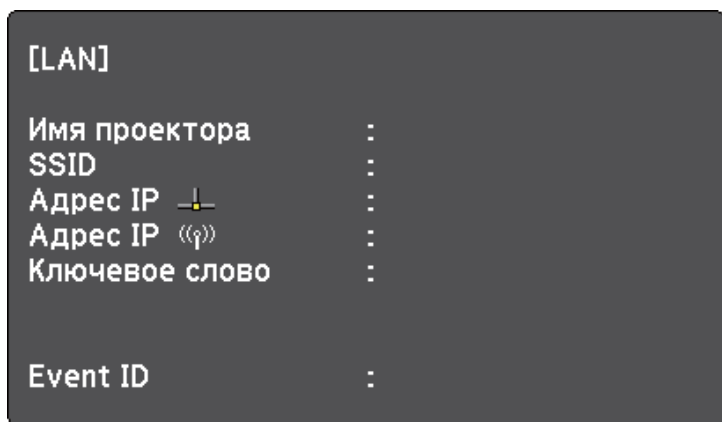 [LAN]
Имя проектора :
SSID :
Адрес IP :
Адрес IP :
Ключевое слово :
Event ID :